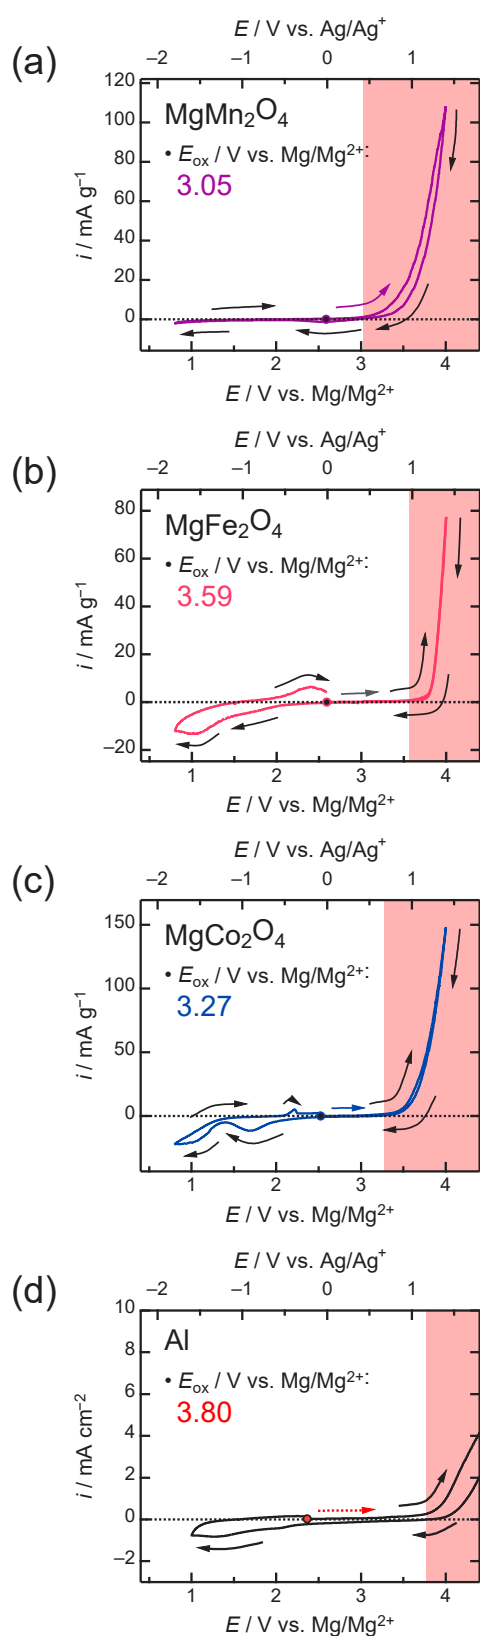 E / V vs. Ag/Ag⁺
−2 −1 0 1
(a)
120
100
80
60
40
20
0
i / mA g⁻¹
MgMn₂O₄
• Eₒₓ / V vs. Mg/Mg²⁺:
3.05
1 2 3 4
E / V vs. Mg/Mg²⁺
E / V vs. Ag/Ag⁺
(b)
−2 −1 0 1
80
60
40
20
0
−20
i / mA g⁻¹
MgFe₂O₄
• Eₒₓ / V vs. Mg/Mg²⁺:
3.59
1 2 3 4
E / V vs. Mg/Mg²⁺
E / V vs. Ag/Ag⁺
(c)
−2 −1 0 1
150
100
50
0
i / mA g⁻¹
MgCo₂O₄
• Eₒₓ / V vs. Mg/Mg²⁺:
3.27
1 2 3 4
E / V vs. Mg/Mg²⁺
E / V vs. Ag/Ag⁺
(d)
−2 −1 0 1
10
8
6
4
2
0
−2
i / mA cm⁻²
Al
• Eₒₓ / V vs. Mg/Mg²⁺:
3.80
1 2 3 4
E / V vs. Mg/Mg²⁺